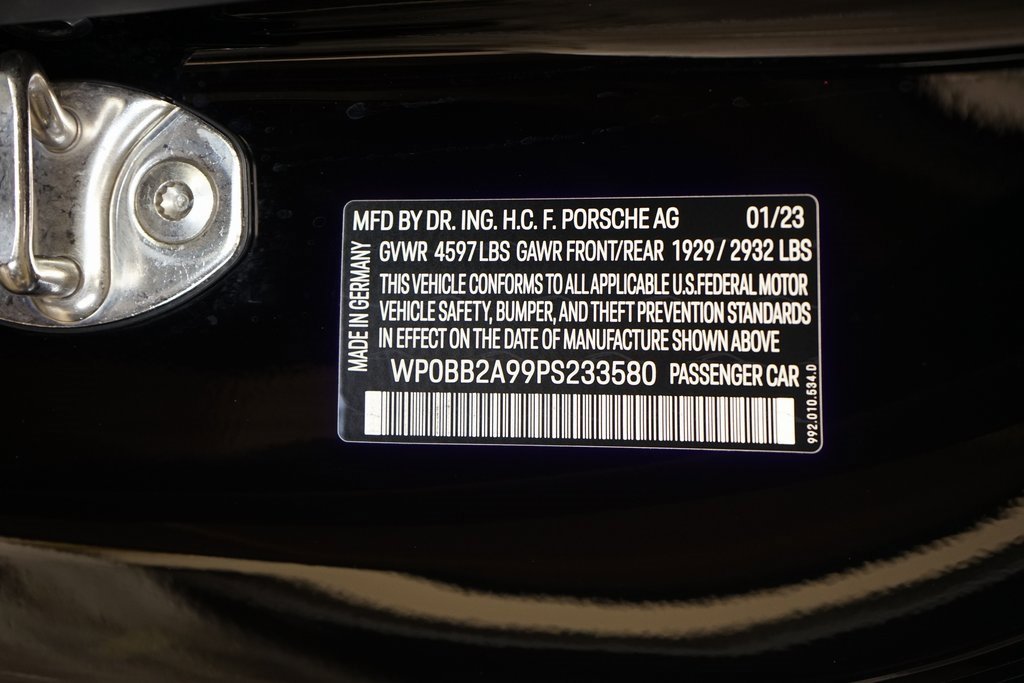 MFD BY DR. ING. H.C. F. PORSCHE AG 01/23
GVWR 4597 LBS GAWR FRONT/REAR 1929 / 2932 LBS
THIS VEHICLE CONFORMS TO ALL APPLICABLE U.S.FEDERAL MOTOR
VEHICLE SAFETY, BUMPER, AND THEFT PREVENTION STANDARDS
IN EFFECT ON THE DATE OF MANUFACTURE SHOWN ABOVE
WP0BB2A99PS233580 PASSENGER CAR
MADE IN GERMANY
992.010.534.0